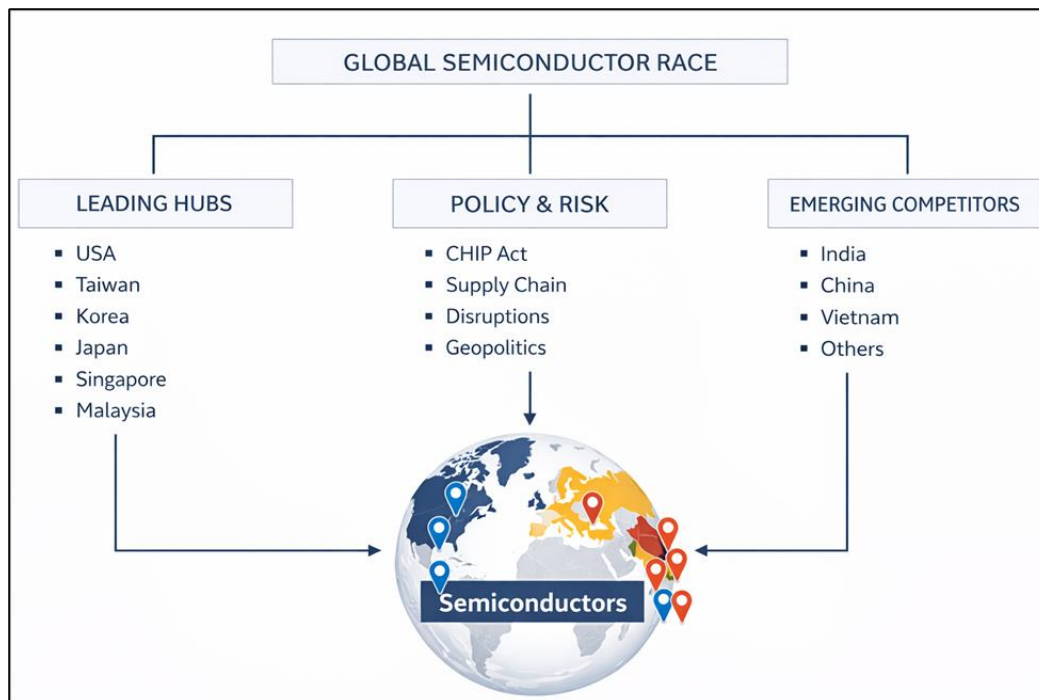 GLOBAL SEMICONDUCTOR RACE
LEADING HUBS
▪ USA
▪ Taiwan
▪ Korea
▪ Japan
▪ Singapore
▪ Malaysia
POLICY & RISK
▪ CHIP Act
▪ Supply Chain
▪ Disruptions
▪ Geopolitics
EMERGING COMPETITORS
▪ India
▪ China
▪ Vietnam
▪ Others
Semiconductors